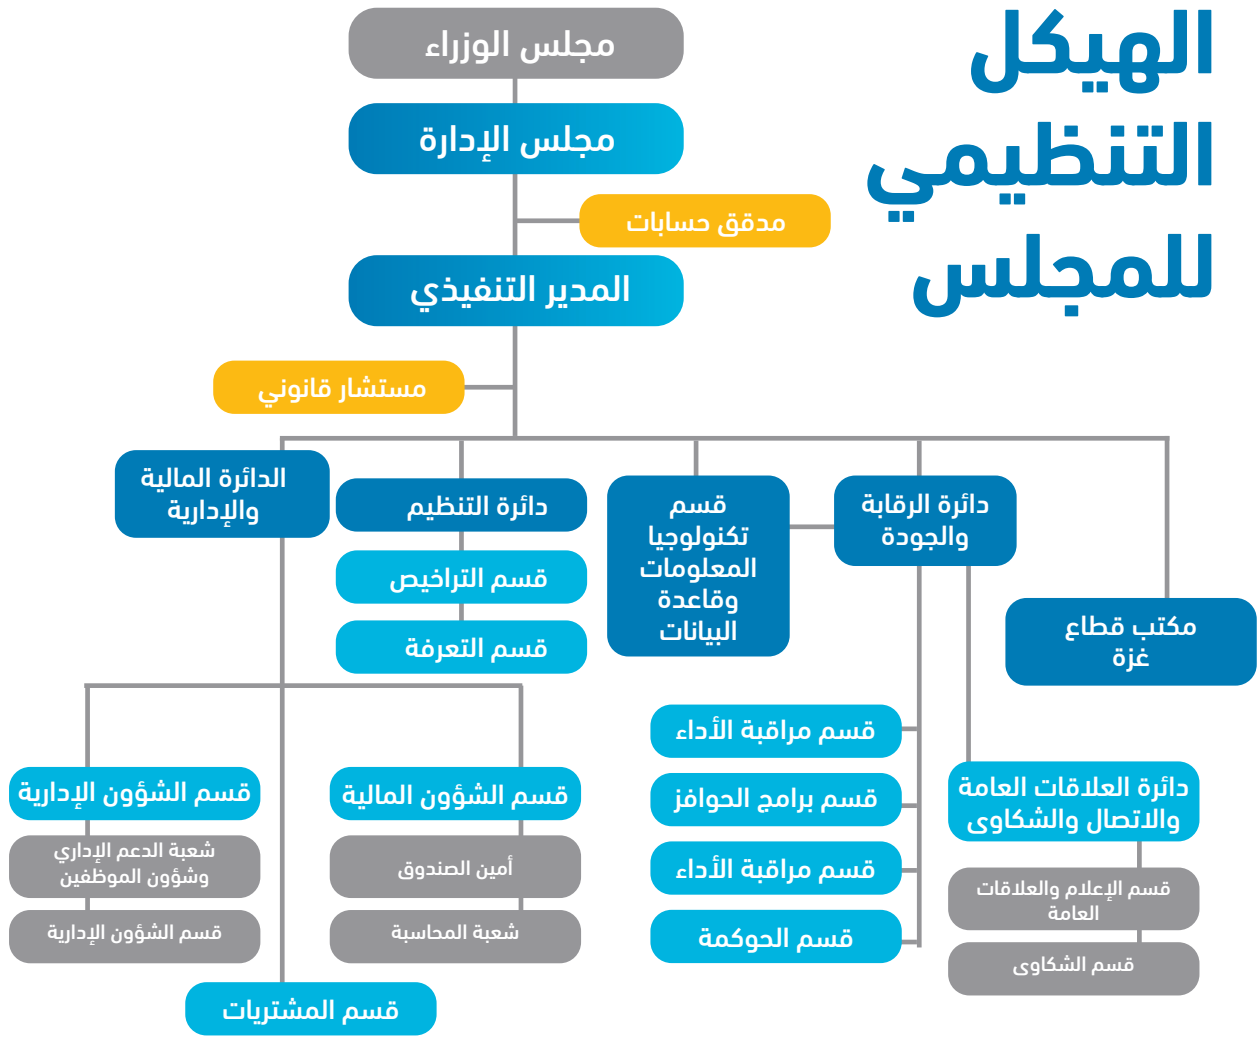 الهيكل
التنظيمي
للمجلس
مجلس الوزراء
مجلس الإدارة
مدقق حسابات
المدير التنفيذي
مستشار قانوني
مكتب قطاع
غزة
دائرة الرقابة
والجودة
قسم
تكنولوجيا
المعلومات
وقاعدة
البيانات
دائرة التنظيم
قسم التراخيص
قسم التعرفة
الدائرة المالية
والإدارية
دائرة العلاقات العامة
والاتصال والشكاوى
قسم الإعلام والعلاقات
العامة
قسم الشكاوى
قسم مراقبة الأداء
قسم برامج الحوافز
قسم مراقبة الأداء
قسم الحوكمة
قسم الشؤون المالية
أمين الصندوق
شعبة المحاسبة
قسم الشؤون الإدارية
شعبة الدعم الإداري
وشؤون الموظفين
قسم الشؤون الإدارية
قسم المشتريات